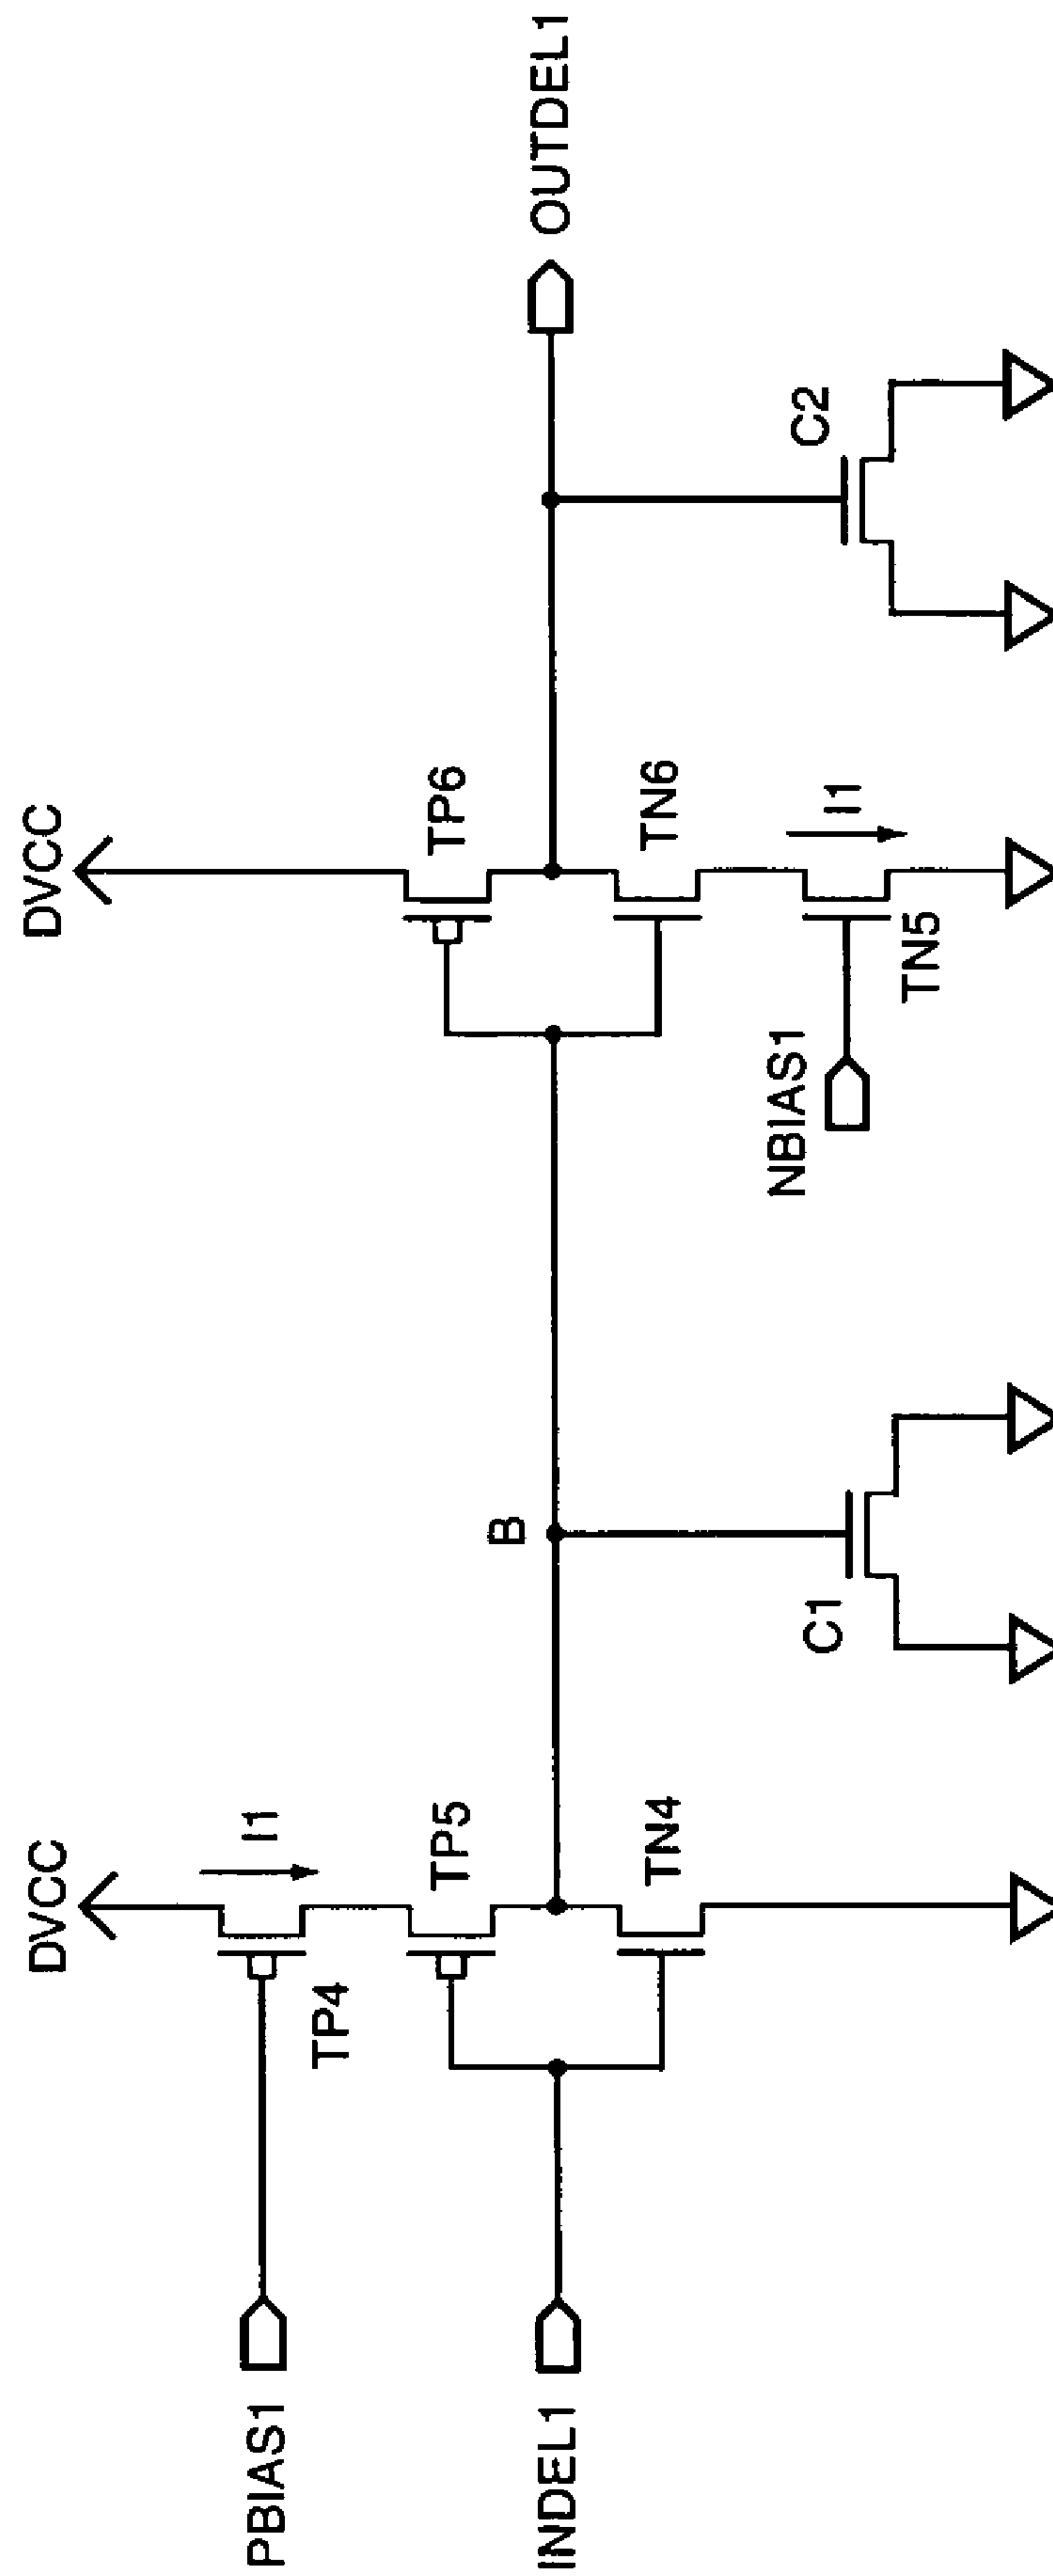 DVCC
DVCC
PBIAS1
TP4
I1
TP5
TP6
OUTDEL1
INDEL1
B
TN4
TN6
C1
C2
NBIAS1
I1
TN5